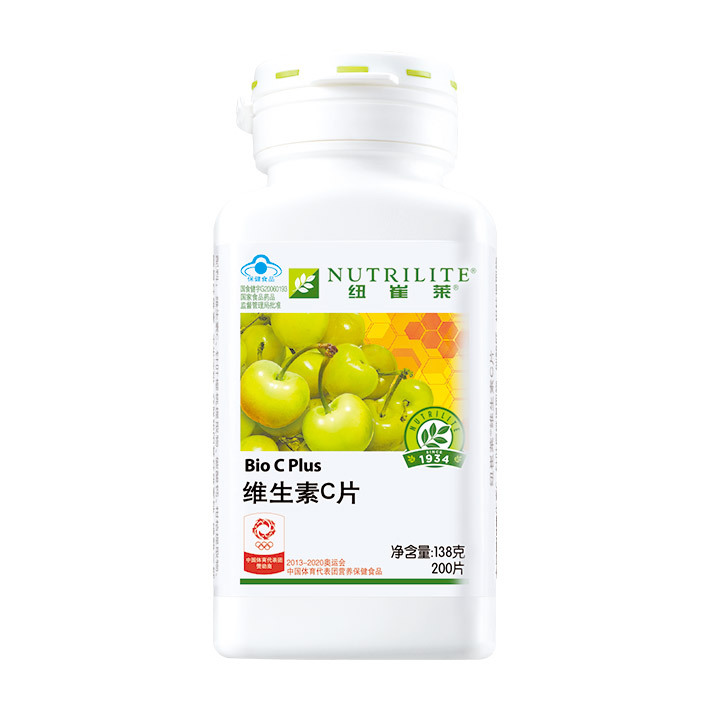 保健食品
国食健字G20060193
国家食品药品
监督管理局批准
NUTRILITE®
纽崔莱®
NUTRILITE
SINCE
1934
Bio C Plus
维生素C片
中国体育代表团
赞助商
2013-2020奥运会
中国体育代表团营养保健食品
净含量:138克
200片